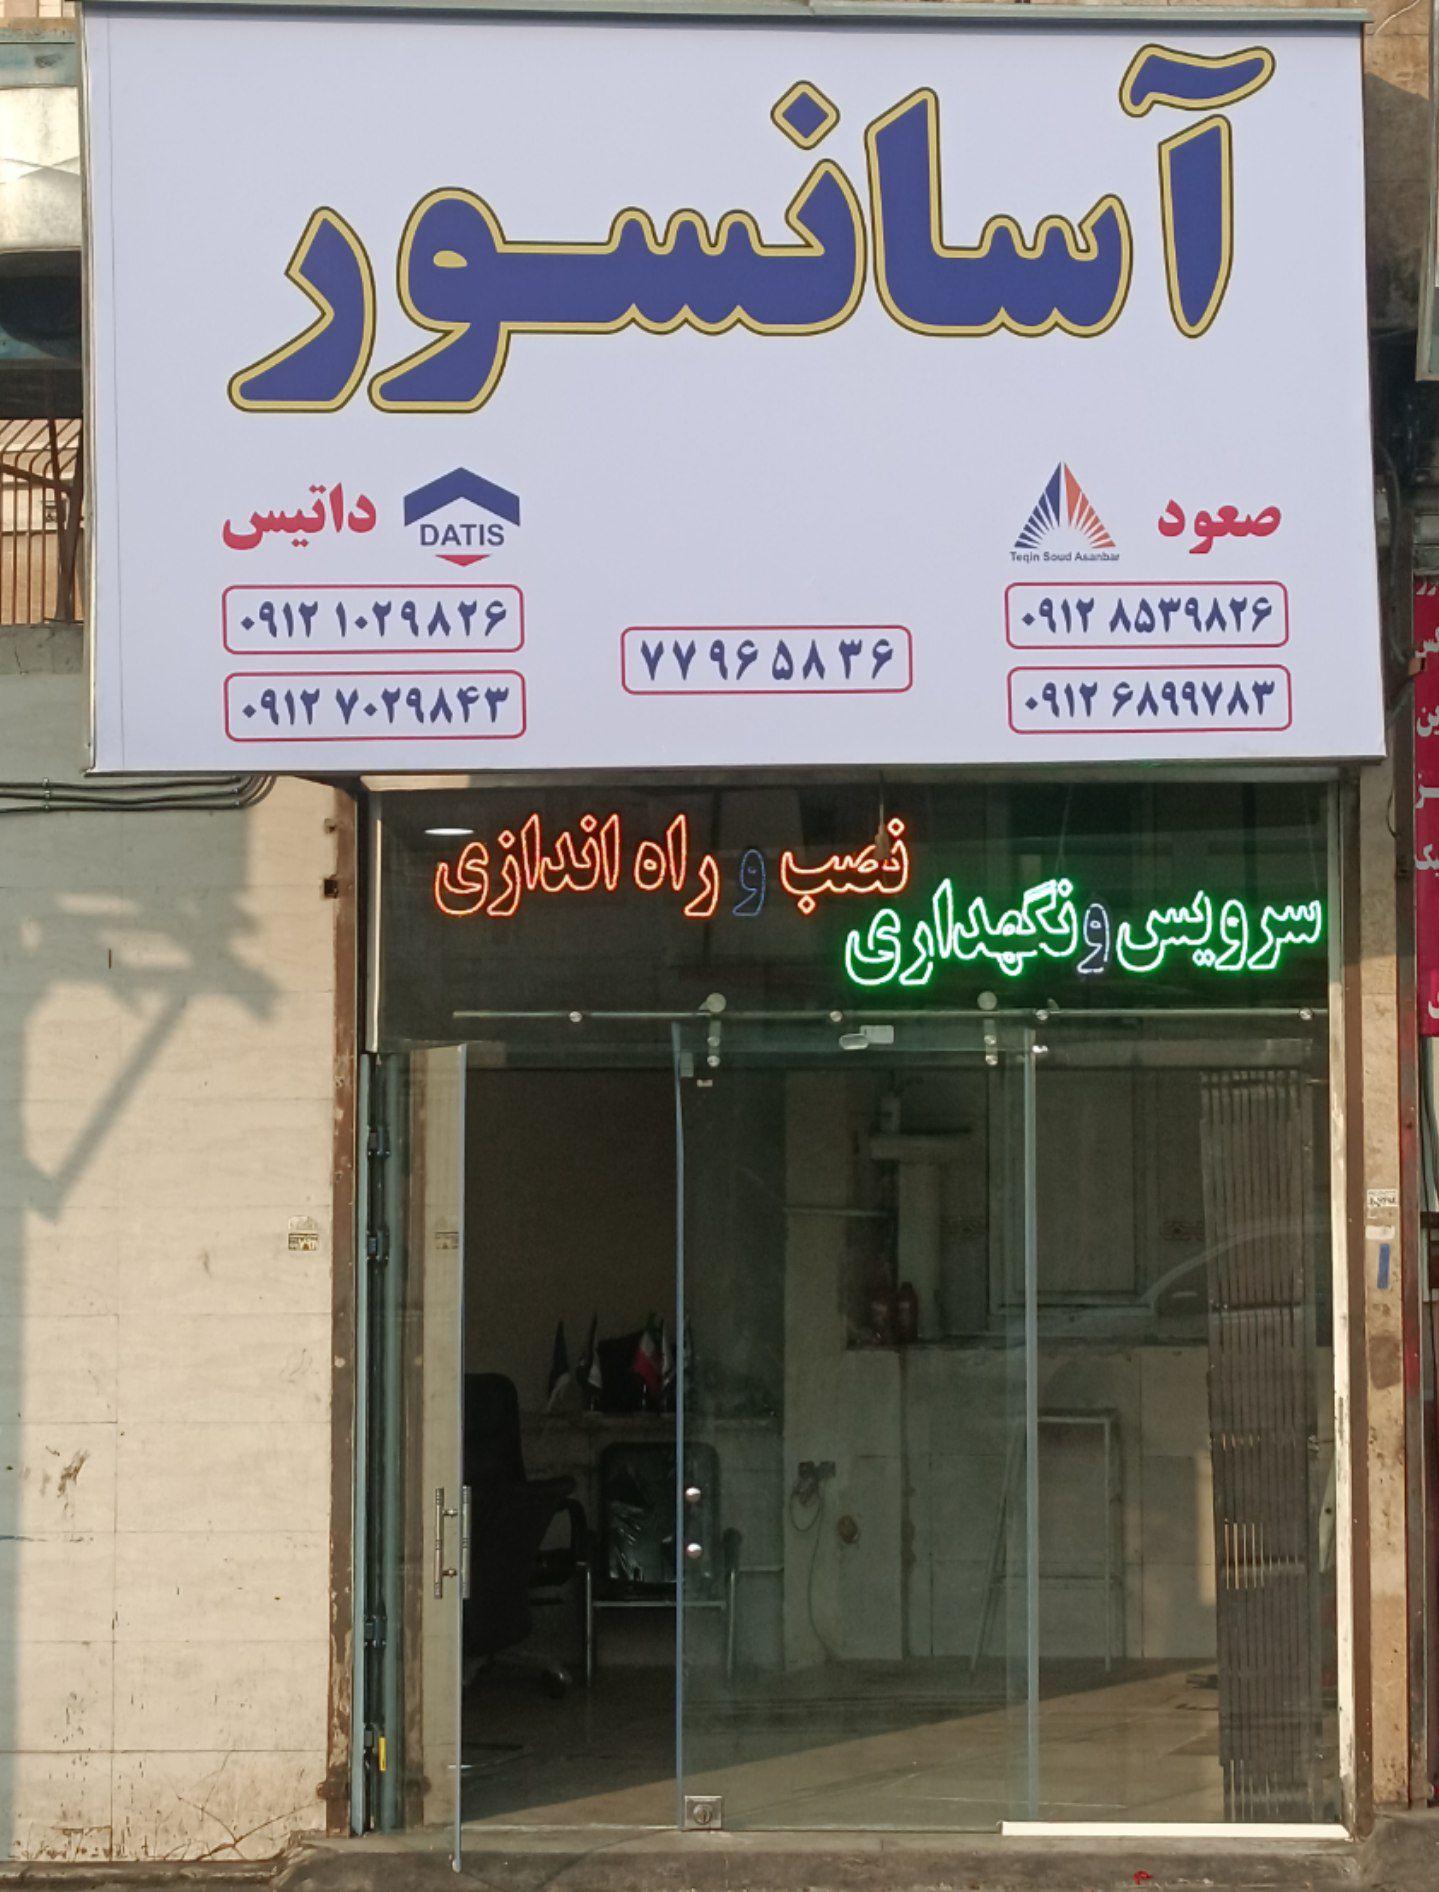 آسانسور
صعود
Teqin Soud Asanbar
۰۹۱۲ ۸۵۳۹۸۲۶
۰۹۱۲ ۶۸۹۹۷۸۳
۷۷۹۶۵۸۳۶
داتیس
DATIS
۰۹۱۲ ۱۰۲۹۸۲۶
۰۹۱۲ ۷۰۲۹۸۴۳
نصب و راه اندازی
سرویس و نگهداری